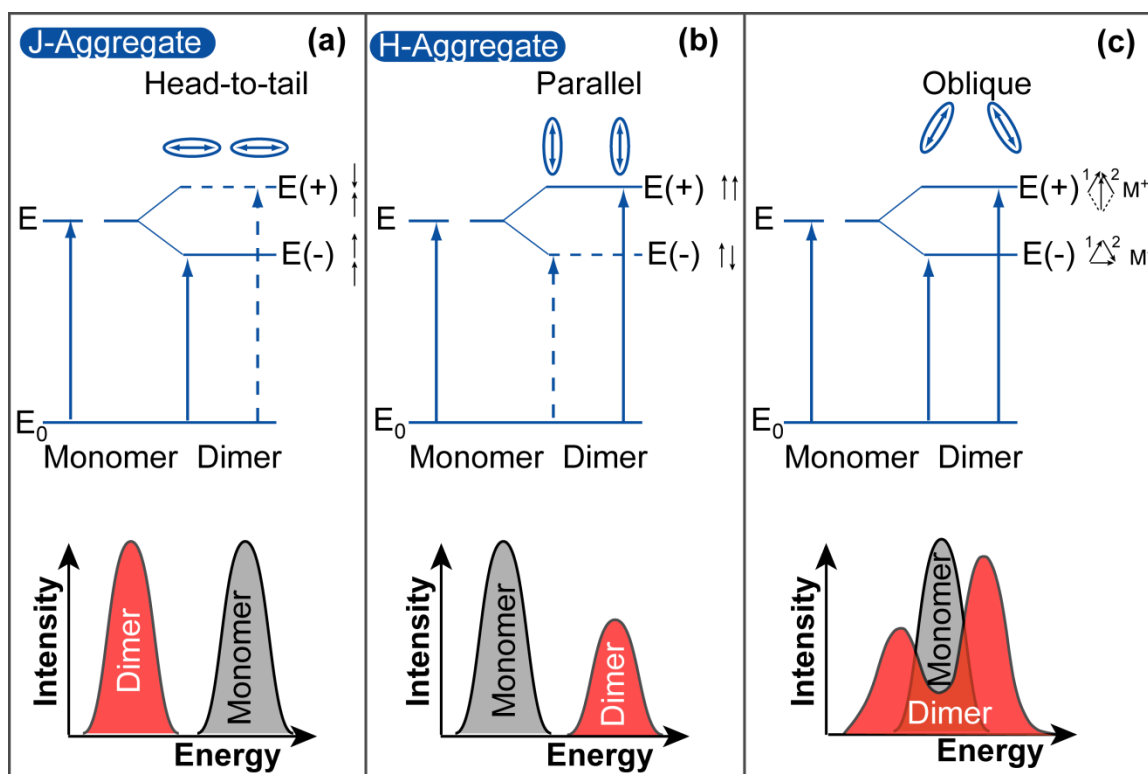 J-Aggregate
(a)
Head-to-tail
E
E(+)
E(-)
E₀
Monomer
Dimer
Intensity
Dimer
Monomer
Energy
H-Aggregate
(b)
Parallel
E
E(+)
E(-)
E₀
Monomer
Dimer
Intensity
Monomer
Dimer
Energy
(c)
Oblique
E
E(+)
1
2
M⁺
E(-)
1
2
M
E₀
Monomer
Dimer
Intensity
Monomer
Dimer
Energy